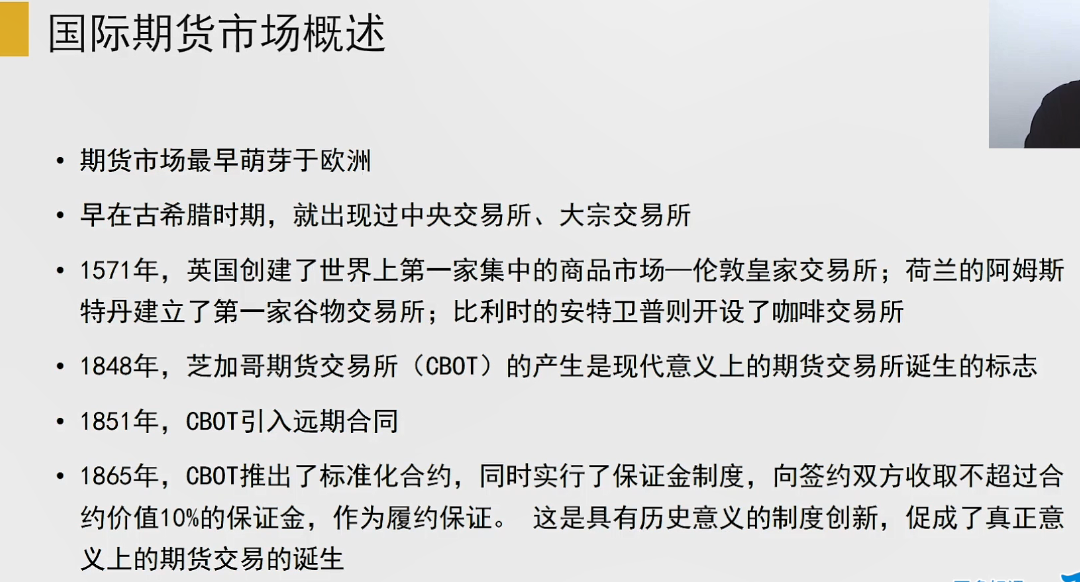 国际期货市场概述
• 期货市场最早萌芽于欧洲
• 早在古希腊时期，就出现过中央交易所、大宗交易所
• 1571年，英国创建了世界上第一家集中的商品市场—伦敦皇家交易所；荷兰的阿姆斯
特丹建立了第一家谷物交易所；比利时的安特卫普则开设了咖啡交易所
• 1848年，芝加哥期货交易所（CBOT）的产生是现代意义上的期货交易所诞生的标志
• 1851年，CBOT引入远期合同
• 1865年，CBOT推出了标准化合约，同时实行了保证金制度，向签约双方收取不超过合
约价值10%的保证金，作为履约保证。 这是具有历史意义的制度创新，促成了真正意
义上的期货交易的诞生